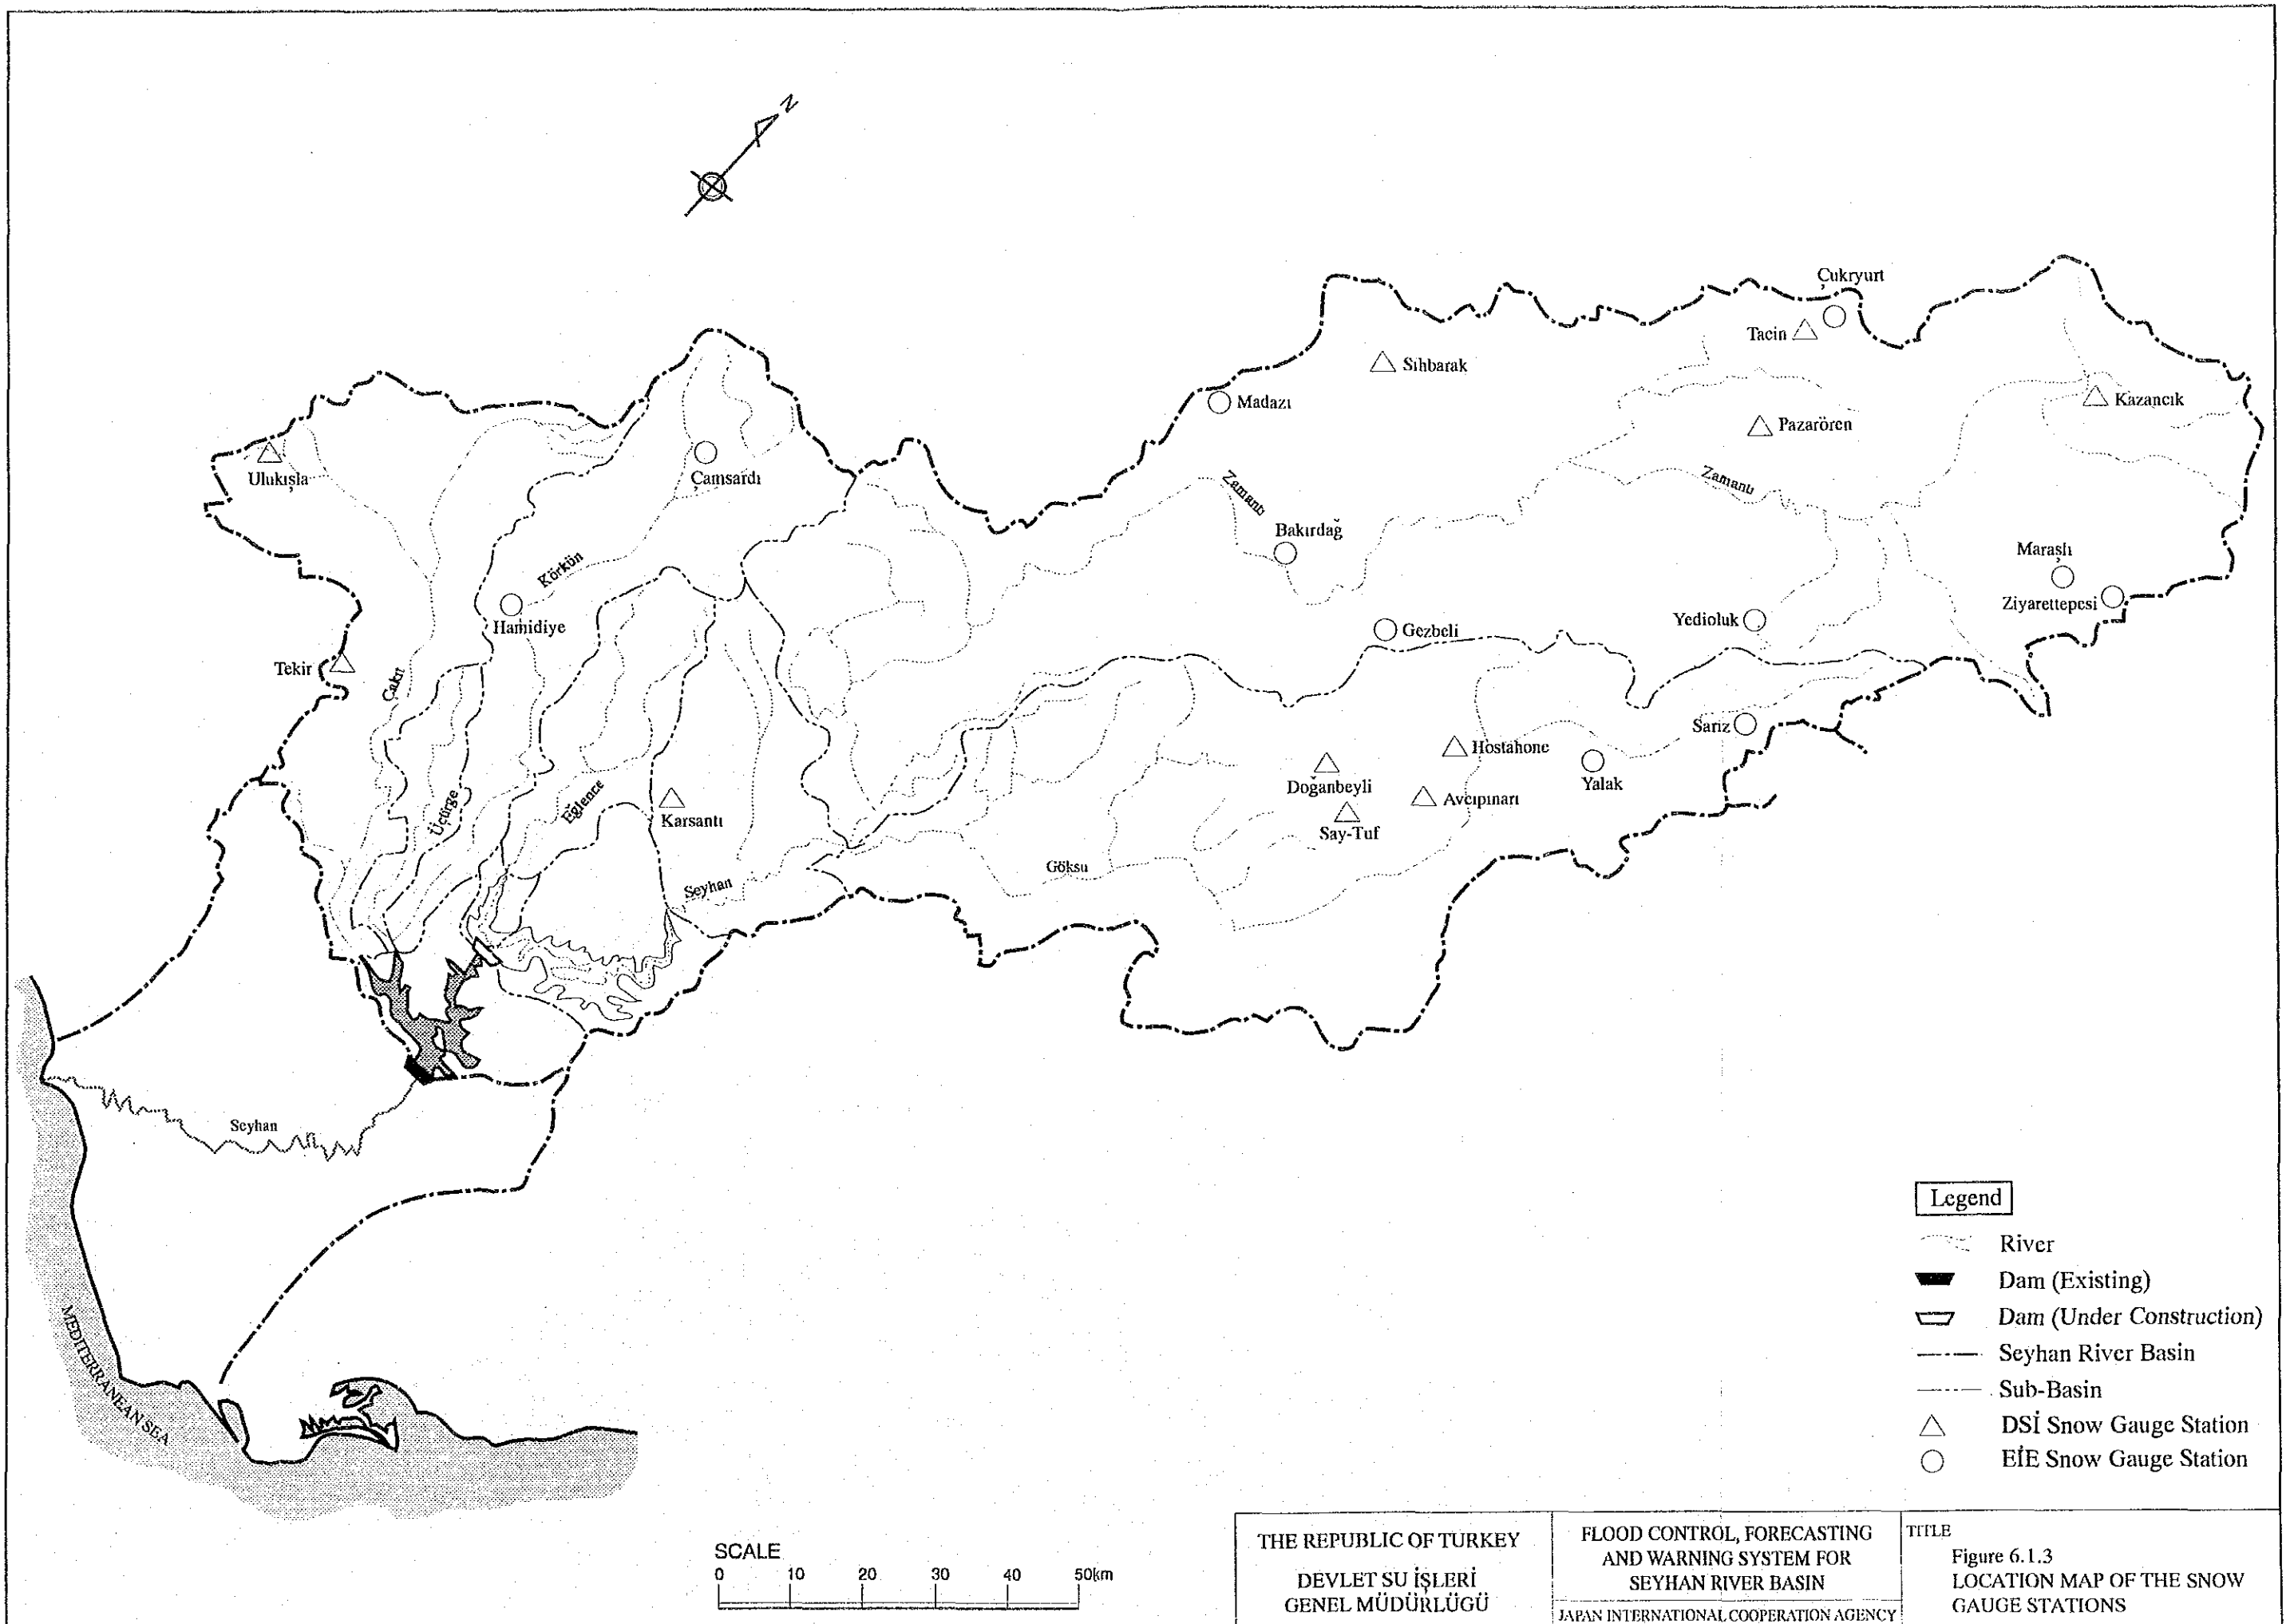 N
Çukryurt
Tacin
Sıhbarak
Madazı
Kazancık
Pazarören
Ulukışla
Çamsardı
Zamantı
Zamantı
Bakırdağ
Maraşlı
Ziyarettepesi
Körkün
Hamidiye
Gezbeli
Yedioluk
Tekir
Çakıt
Sarız
Hostahone
Yalak
Doğanbeyli
Avcıpınarı
Say-Tuf
Üçürge
Eğlence
Karsantı
Seyhan
Göksu
Seyhan
MEDITERRANEAN SEA
Legend
River
Dam (Existing)
Dam (Under Construction)
Seyhan River Basin
Sub-Basin
DSİ Snow Gauge Station
EİE Snow Gauge Station
SCALE
0 10 20 30 40 50km
THE REPUBLIC OF TURKEY
DEVLET SU İŞLERİ
GENEL MÜDÜRLÜGÜ
FLOOD CONTROL, FORECASTING
AND WARNING SYSTEM FOR
SEYHAN RIVER BASIN
JAPAN INTERNATIONAL COOPERATION AGENCY
TITLE
Figure 6.1.3
LOCATION MAP OF THE SNOW
GAUGE STATIONS